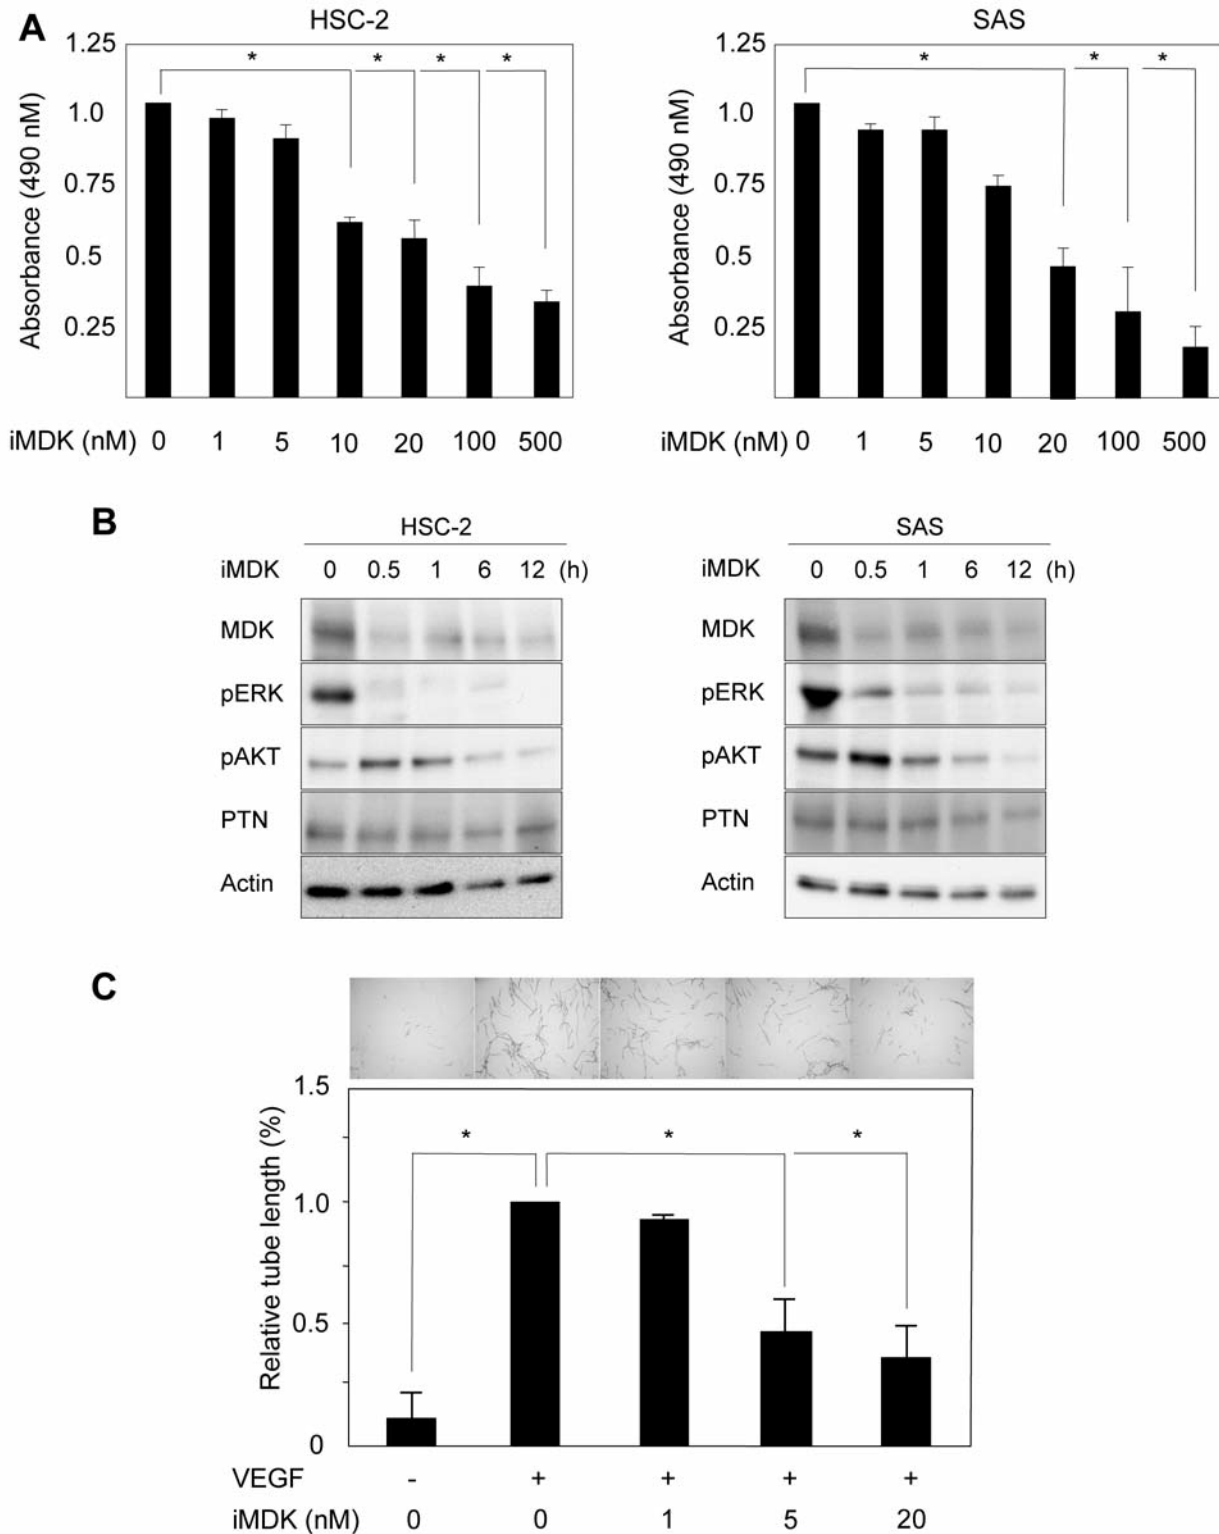 A
HSC-2
1.25
1.0
0.75
0.5
0.25
Absorbance (490 nM)
* * * *
iMDK (nM) 0 1 5 10 20 100 500
SAS
1.25
1.0
0.75
0.5
0.25
Absorbance (490 nM)
* * *
iMDK (nM) 0 1 5 10 20 100 500
B
HSC-2
iMDK 0 0.5 1 6 12 (h)
MDK
pERK
pAKT
PTN
Actin
SAS
iMDK 0 0.5 1 6 12 (h)
MDK
pERK
pAKT
PTN
Actin
C
1.5
1.0
0.5
0
Relative tube length (%)
* * *
VEGF - + + + +
iMDK (nM) 0 0 1 5 20